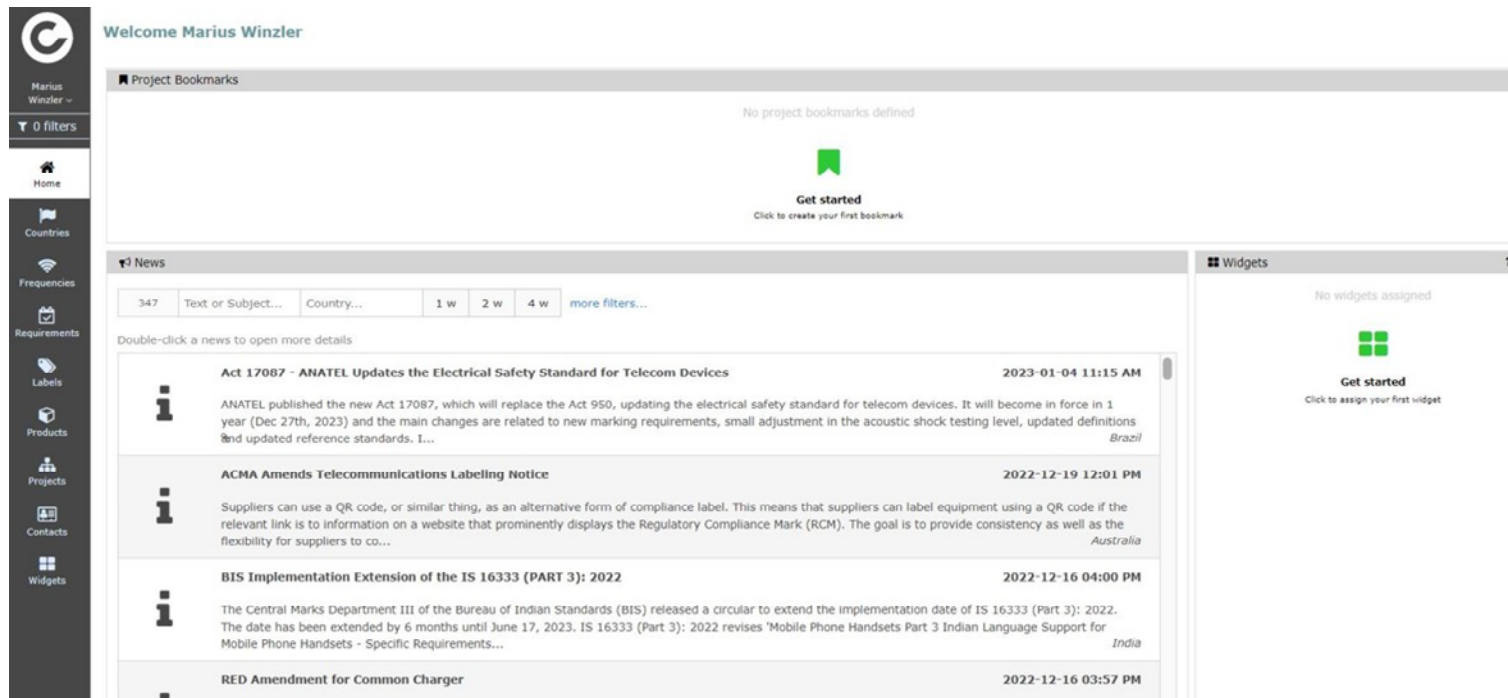 Welcome Marius Winzler
Marius
Winzler
0 filters
Home
Countries
Frequencies
Requirements
Labels
Products
Projects
Contacts
Widgets
Project Bookmarks
No project bookmarks defined
Get started
Click to create your first bookmark
News
347 Text or Subject... Country... 1 w 2 w 4 w more filters...
Double-click a news to open more details
Act 17087 - ANATEL Updates the Electrical Safety Standard for Telecom Devices 2023-01-04 11:15 AM
ANATEL published the new Act 17087, which will replace the Act 950, updating the electrical safety standard for telecom devices. It will become in force in 1
year (Dec 27th, 2023) and the main changes are related to new marking requirements, small adjustment in the acoustic shock testing level, updated definitions
and updated reference standards. I... Brazil
ACMA Amends Telecommunications Labeling Notice 2022-12-19 12:01 PM
Suppliers can use a QR code, or similar thing, as an alternative form of compliance label. This means that suppliers can label equipment using a QR code if the
relevant link is to information on a website that prominently displays the Regulatory Compliance Mark (RCM). The goal is to provide consistency as well as the
flexibility for suppliers to co... Australia
BIS Implementation Extension of the IS 16333 (PART 3): 2022 2022-12-16 04:00 PM
The Central Marks Department III of the Bureau of Indian Standards (BIS) released a circular to extend the implementation date of IS 16333 (Part 3): 2022.
The date has been extended by 6 months until June 17, 2023. IS 16333 (Part 3): 2022 revises 'Mobile Phone Handsets Part 3 Indian Language Support for
Mobile Phone Handsets - Specific Requirements... India
RED Amendment for Common Charger 2022-12-16 03:57 PM
Widgets
No widgets assigned
Get started
Click to assign your first widget